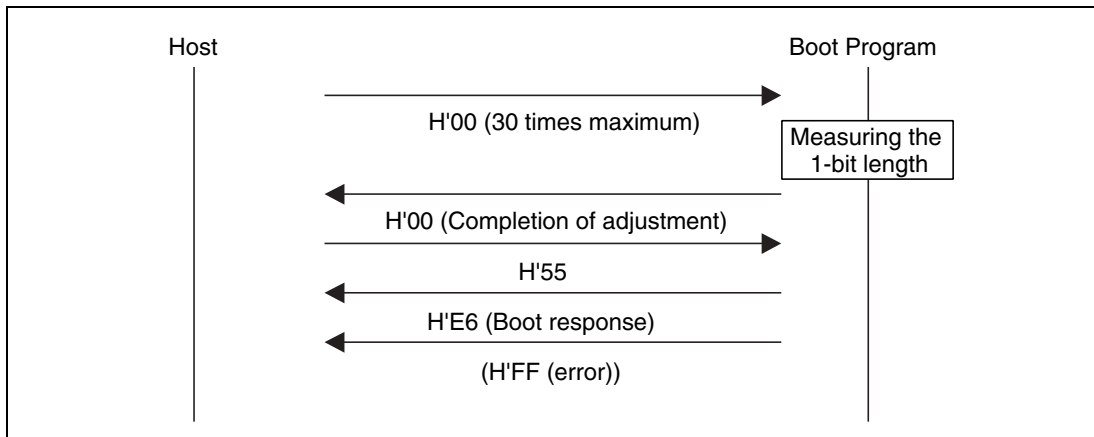 Host
Boot Program
H'00 (30 times maximum)
Measuring the
1-bit length
H'00 (Completion of adjustment)
H'55
H'E6 (Boot response)
(H'FF (error))